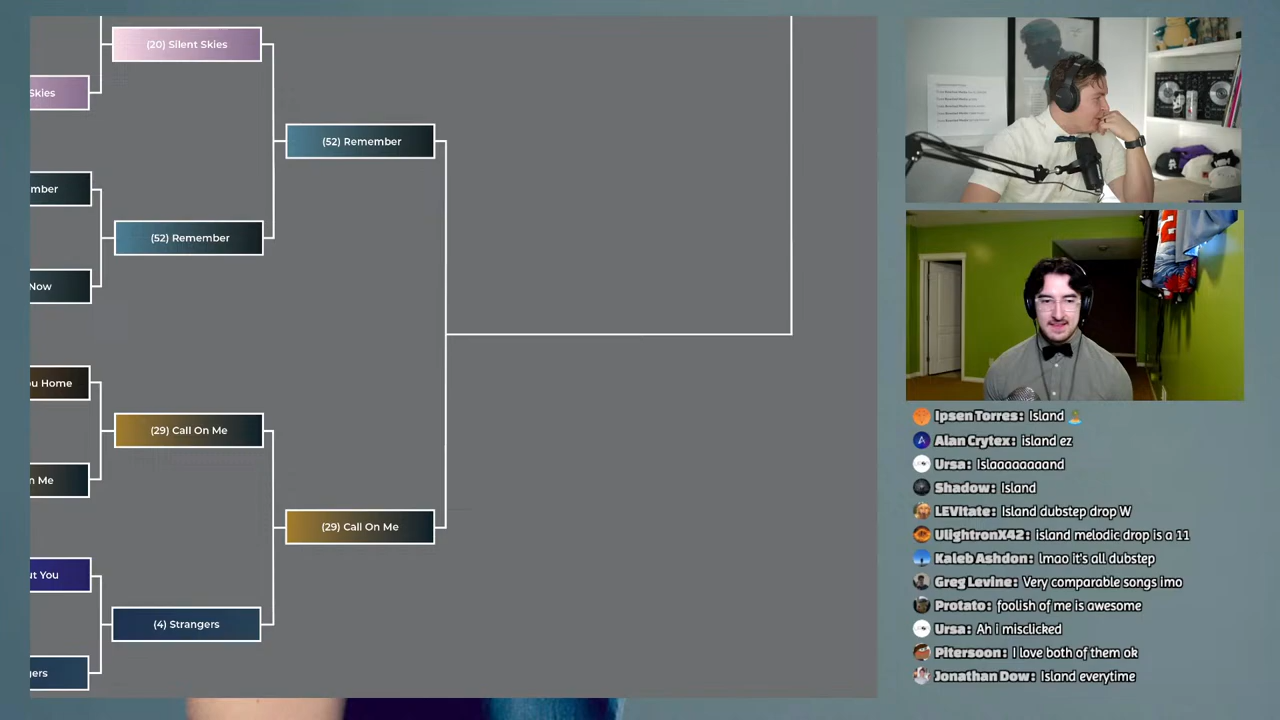 (20) Silent Skies
Skies
(52) Remember
mber
(52) Remember
Now
ou Home
(29) Call On Me
n Me
(29) Call On Me
ut You
(4) Strangers
gers
Ipsen Torres: Island 🏝️
Alan Crytex: island ez
Ursa: Islaaaaaaaand
Shadow: Island
LEVitate: Island dubstep drop W
UlightronX42: island melodic drop is a 11
Kaleb Ashdon: lmao it's all dubstep
Greg Levine: Very comparable songs imo
Protato: foolish of me is awesome
Ursa: Ah i misclicked
Pitersoon: I love both of them ok
Jonathan Dow: Island everytime